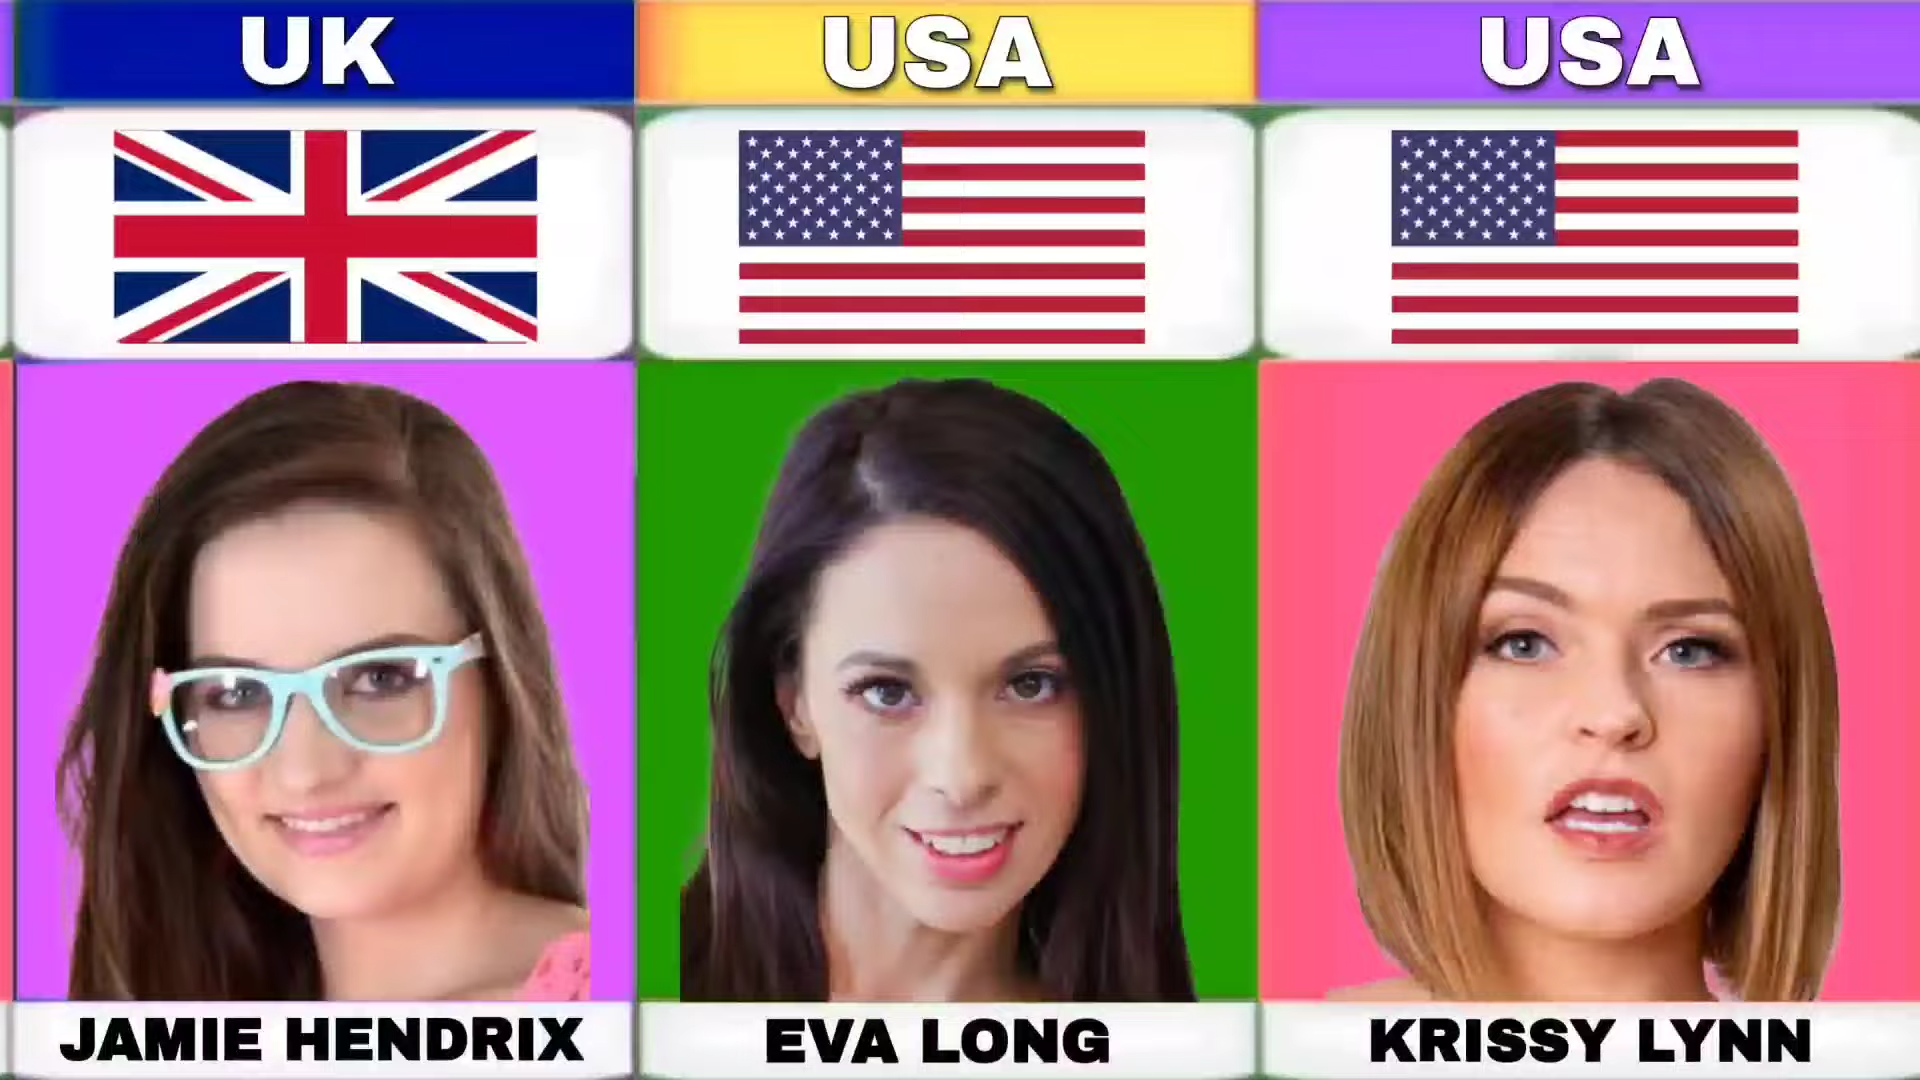 UK
USA
USA
JAMIE HENDRIX
EVA LONG
KRISSY LYNN